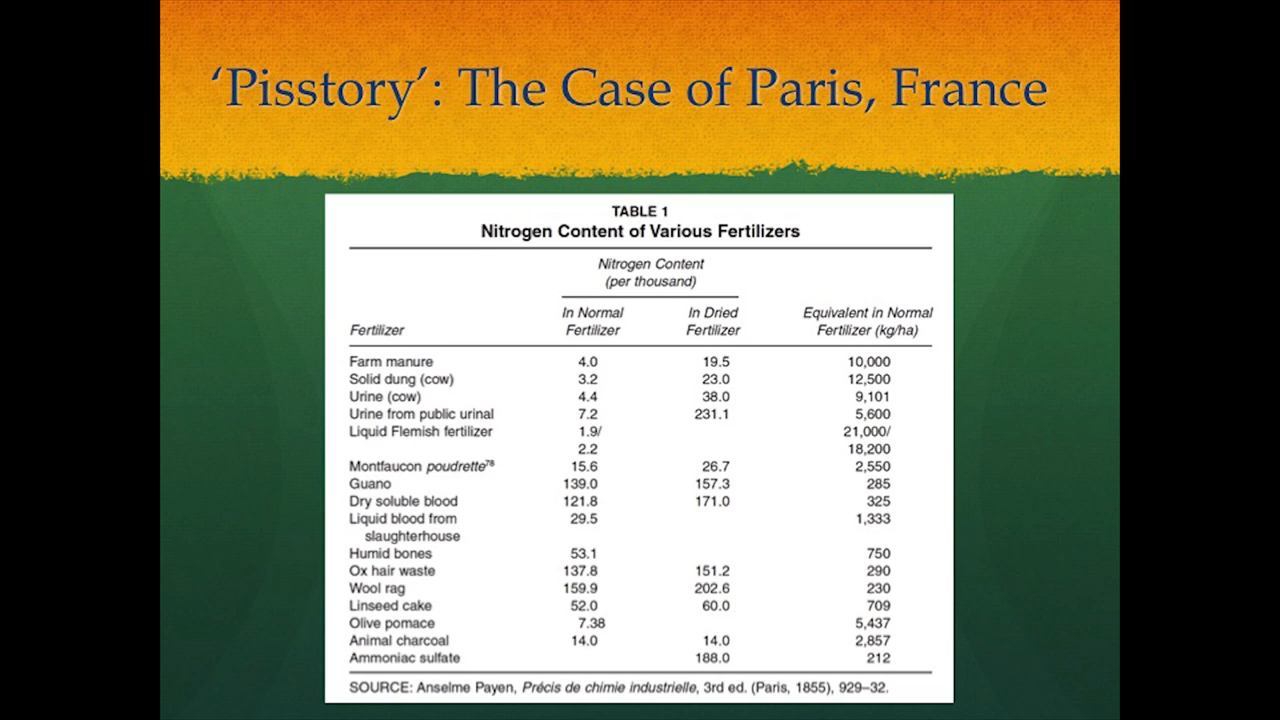 ‘Pisstory’: The Case of Paris, France
TABLE 1
Nitrogen Content of Various Fertilizers
Nitrogen Content
(per thousand)
In Normal In Dried Equivalent in Normal
Fertilizer Fertilizer Fertilizer Fertilizer (kg/ha)
Farm manure 4.0 19.5 10,000
Solid dung (cow) 3.2 23.0 12,500
Urine (cow) 4.4 38.0 9,101
Urine from public urinal 7.2 231.1 5,600
Liquid Flemish fertilizer 1.9/ 21,000/
2.2 18,200
Montfaucon poudrette78 15.6 26.7 2,550
Guano 139.0 157.3 285
Dry soluble blood 121.8 171.0 325
Liquid blood from 29.5 1,333
slaughterhouse
Humid bones 53.1 750
Ox hair waste 137.8 151.2 290
Wool rag 159.9 202.6 230
Linseed cake 52.0 60.0 709
Olive pomace 7.38 5,437
Animal charcoal 14.0 14.0 2,857
Ammoniac sulfate 188.0 212
SOURCE: Anselme Payen, Précis de chimie industrielle, 3rd ed. (Paris, 1855), 929–32.